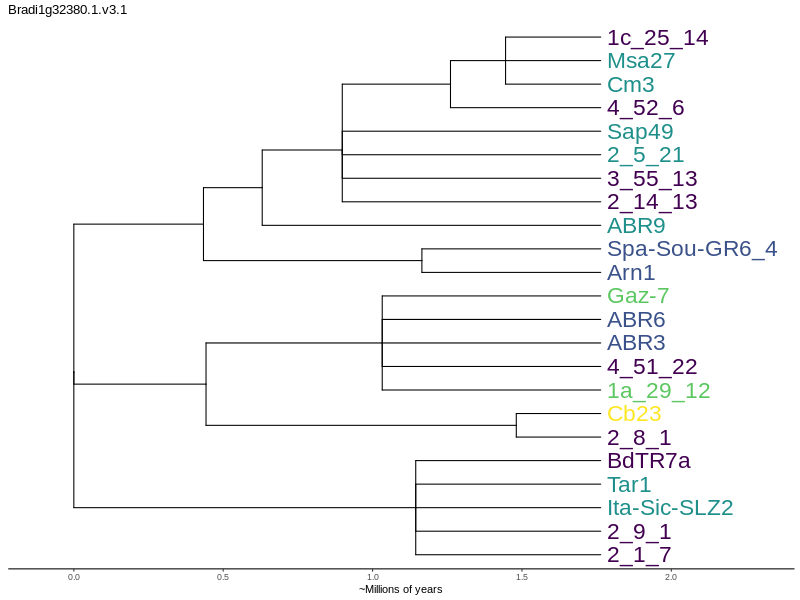 Bradi1g32380.1.v3.1
1c_25_14
Msa27
Cm3
4_52_6
Sap49
2_5_21
3_55_13
2_14_13
ABR9
Spa-Sou-GR6_4
Arn1
Gaz-7
ABR6
ABR3
4_51_22
1a_29_12
Cb23
2_8_1
BdTR7a
Tar1
Ita-Sic-SLZ2
2_9_1
2_1_7
0.0 0.5 1.0 1.5 2.0
~Millions of years